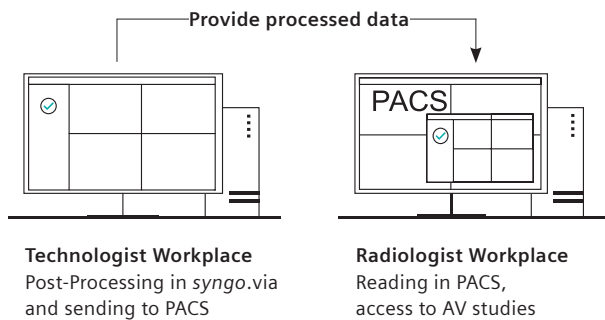 Provide processed data
PACS
Technologist Workplace
Post-Processing in syngo.via
and sending to PACS
Radiologist Workplace
Reading in PACS,
access to AV studies